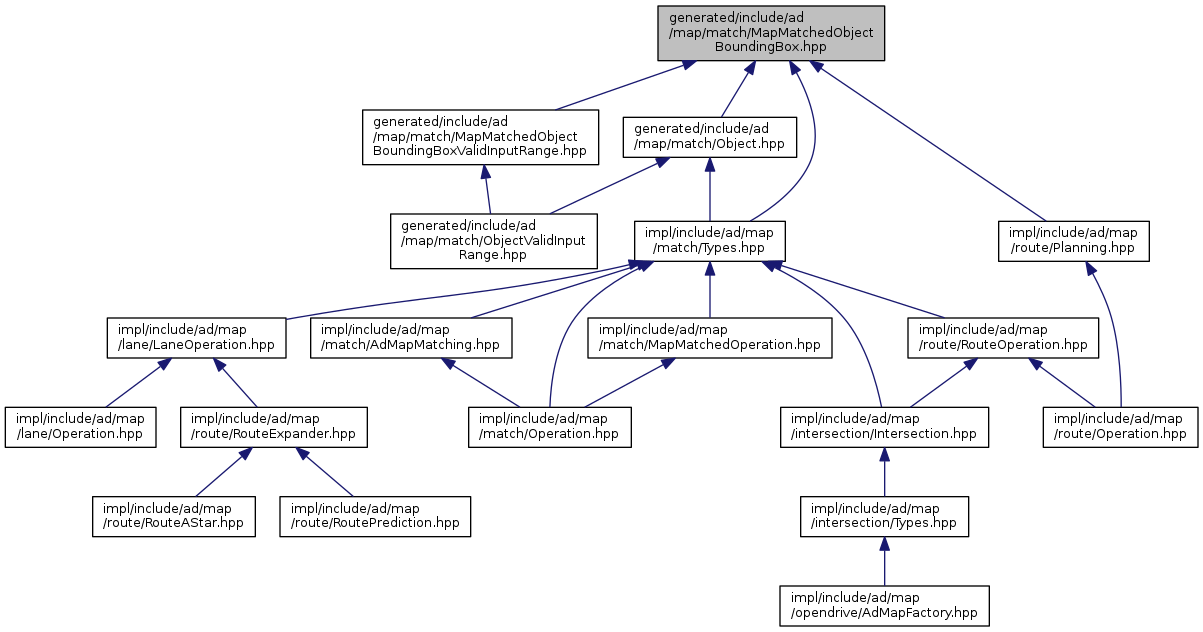 generated/include/ad
/map/match/MapMatchedObject
BoundingBox.hpp
generated/include/ad
/map/match/MapMatchedObject
BoundingBoxValidInputRange.hpp
generated/include/ad
/map/match/Object.hpp
generated/include/ad
/map/match/ObjectValidInput
Range.hpp
impl/include/ad/map
/match/Types.hpp
impl/include/ad/map
/route/Planning.hpp
impl/include/ad/map
/lane/LaneOperation.hpp
impl/include/ad/map
/match/AdMapMatching.hpp
impl/include/ad/map
/match/MapMatchedOperation.hpp
impl/include/ad/map
/route/RouteOperation.hpp
impl/include/ad/map
/lane/Operation.hpp
impl/include/ad/map
/route/RouteExpander.hpp
impl/include/ad/map
/match/Operation.hpp
impl/include/ad/map
/intersection/Intersection.hpp
impl/include/ad/map
/route/Operation.hpp
impl/include/ad/map
/route/RouteAStar.hpp
impl/include/ad/map
/route/RoutePrediction.hpp
impl/include/ad/map
/intersection/Types.hpp
impl/include/ad/map
/opendrive/AdMapFactory.hpp